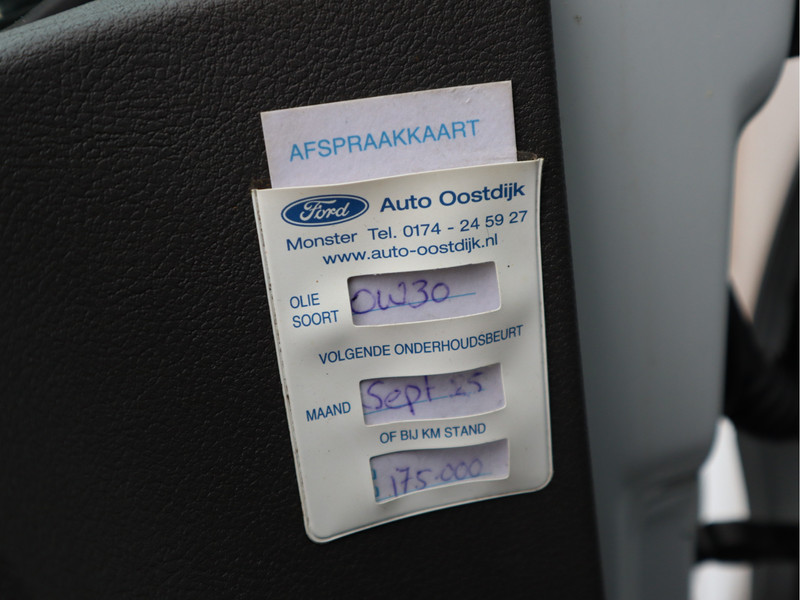 AFSPRAAKKAART
Ford Auto Oostdijk
Monster Tel. 0174 - 24 59 27
www.auto-oostdijk.nl
OLIE SOORT 0W30
VOLGENDE ONDERHOUDSBEURT
MAAND Sept 25
OF BIJ KM STAND
175.000